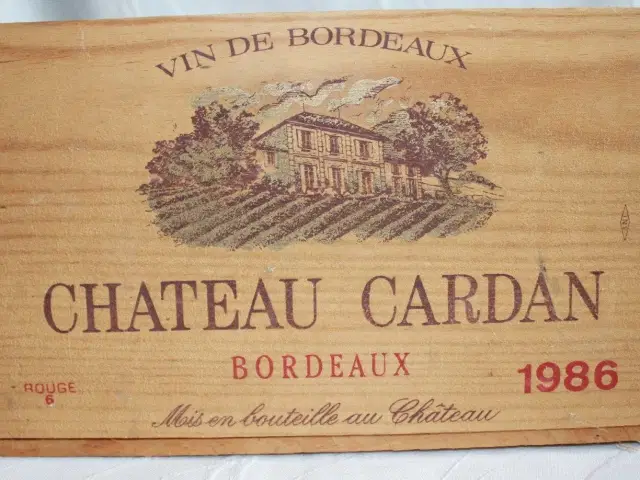 VIN DE BORDEAUX
CHATEAU CARDAN
BORDEAUX
1986
ROUGE
6
Mis en bouteille au Château